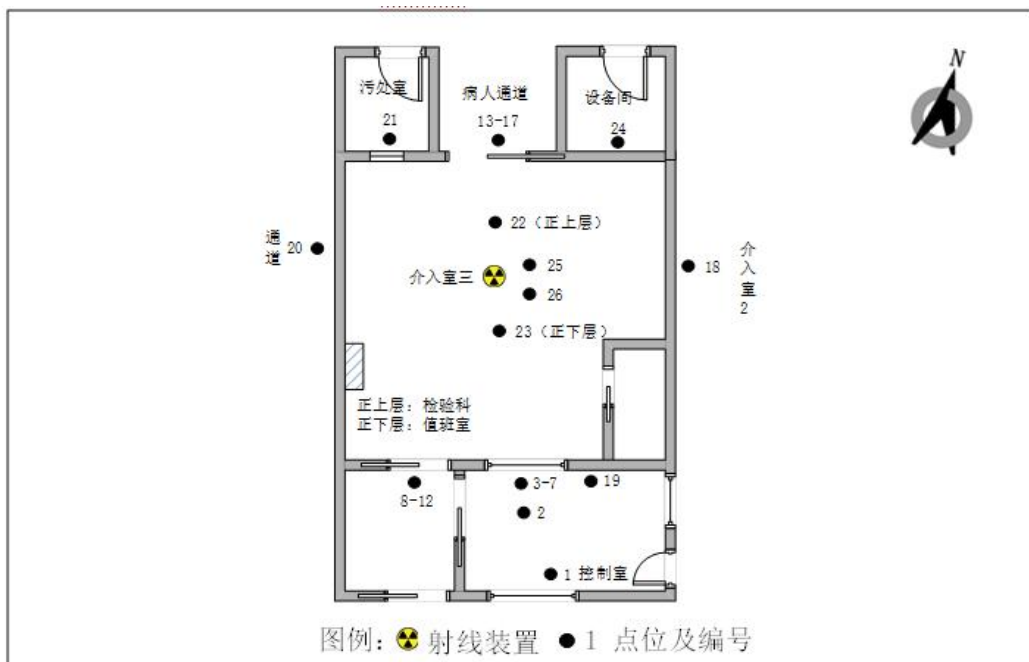 N
污处室
21
病人通道
13-17
设备间
24
22（正上层）
通道
20
介入室三
25
26
18
介入室2
23（正下层）
正上层：检验科
正下层：值班室
8-12
3-7
19
2
1 控制室
图例：射线装置 1 点位及编号